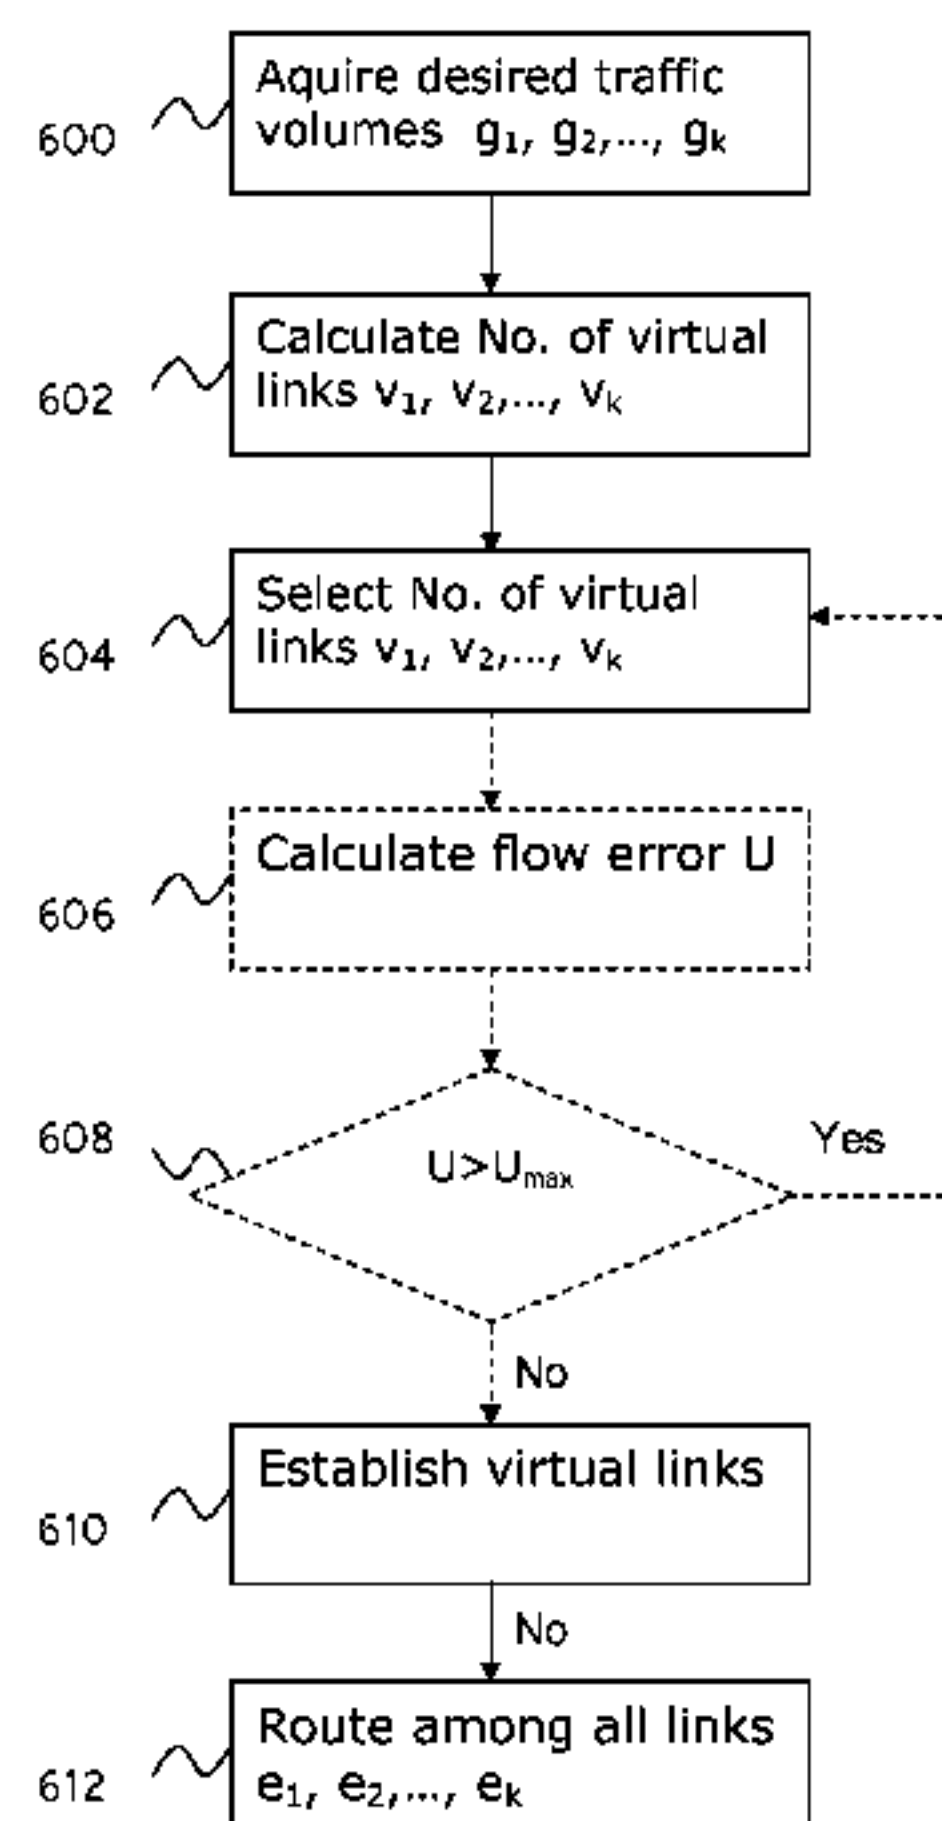 Aquire desired traffic
600 volumes g₁, g₂,..., gₖ
Calculate No. of virtual
602 links v₁, v₂,..., vₖ
Select No. of virtual
604 links v₁, v₂,..., vₖ
Calculate flow error U
606
608 Yes
U>Uₘₐₓ
No
Establish virtual links
610
No
Route among all links
612 e₁, e₂,..., eₖ